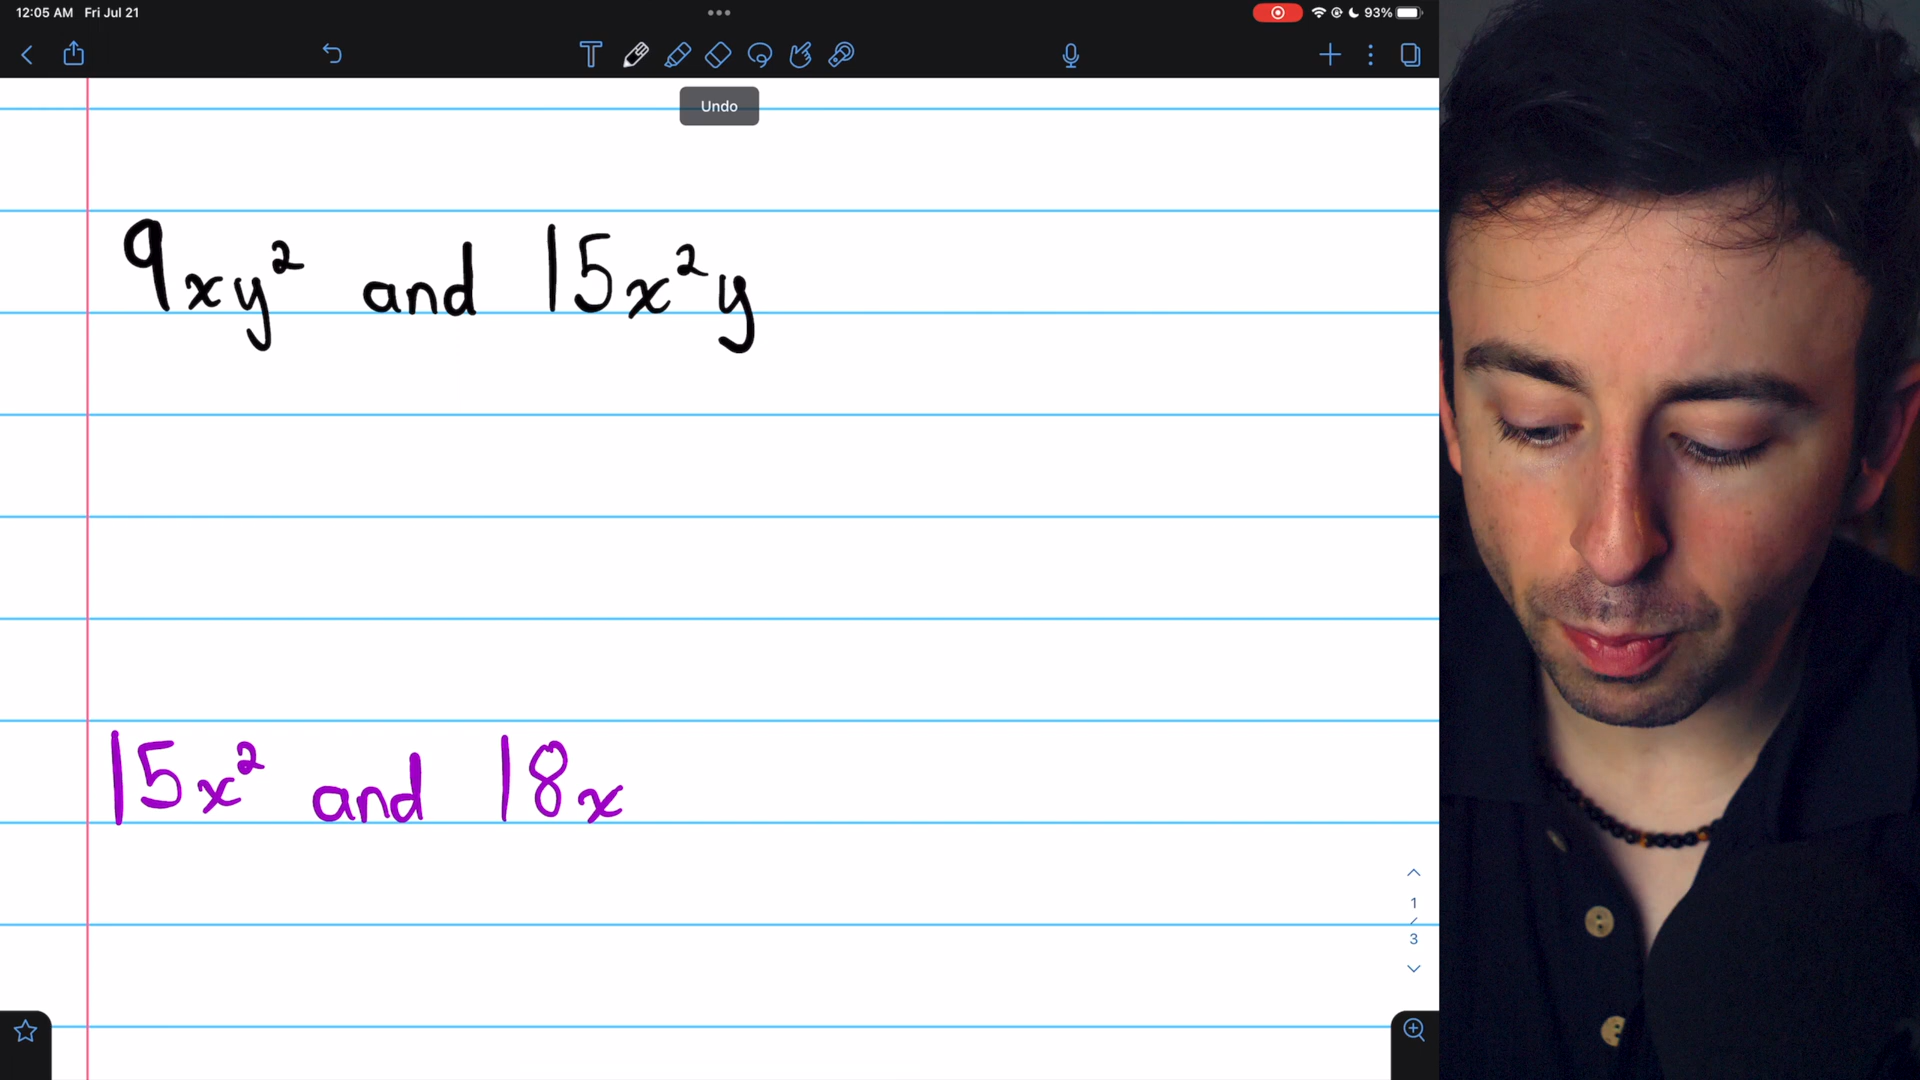 12:05 AM Fri Jul 21
93%
Undo
9xy² and 15x²y
15x² and 18x
1
/
3